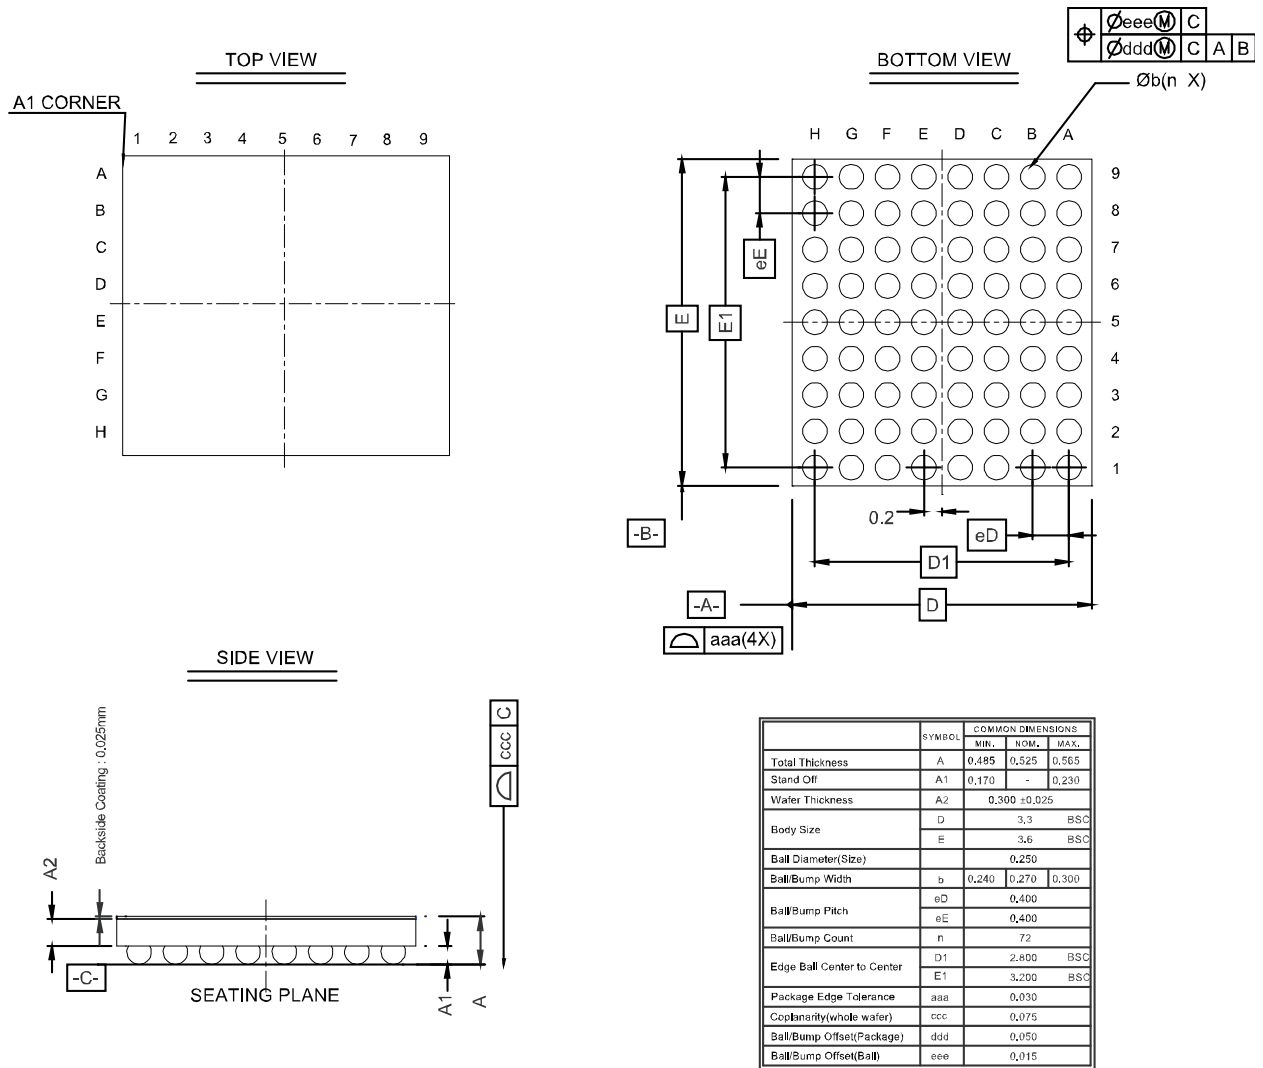 TOP VIEW
A1 CORNER
1 2 3 4 5 6 7 8 9
A
B
C
D
E
F
G
H
BOTTOM VIEW
Øeee Ⓜ C
Øddd Ⓜ C A B
Øb(n X)
H G F E D C B A
9
8
7
6
5
4
3
2
1
eE
E
E1
0.2
eD
D1
D
-B-
-A-
aaa(4X)
SIDE VIEW
Backside Coating : 0.025mm
A2
ccc C
-C-
SEATING PLANE
A1
A
SYMBOL COMMON DIMENSIONS
MIN. NOM. MAX.
Total Thickness A 0.485 0.525 0.565
Stand Off A1 0.170 - 0.230
Wafer Thickness A2 0.300 ±0.025
Body Size D 3.3 BSC
E 3.6 BSC
Ball Diameter(Size) 0.250
Ball/Bump Width b 0.240 0.270 0.300
Ball/Bump Pitch eD 0.400
eE 0.400
Ball/Bump Count n 72
Edge Ball Center to Center D1 2.800 BSC
E1 3.200 BSC
Package Edge Tolerance aaa 0.030
Coplanarity(whole wafer) ccc 0.075
Ball/Bump Offset(Package) ddd 0.050
Ball/Bump Offset(Ball) eee 0.015